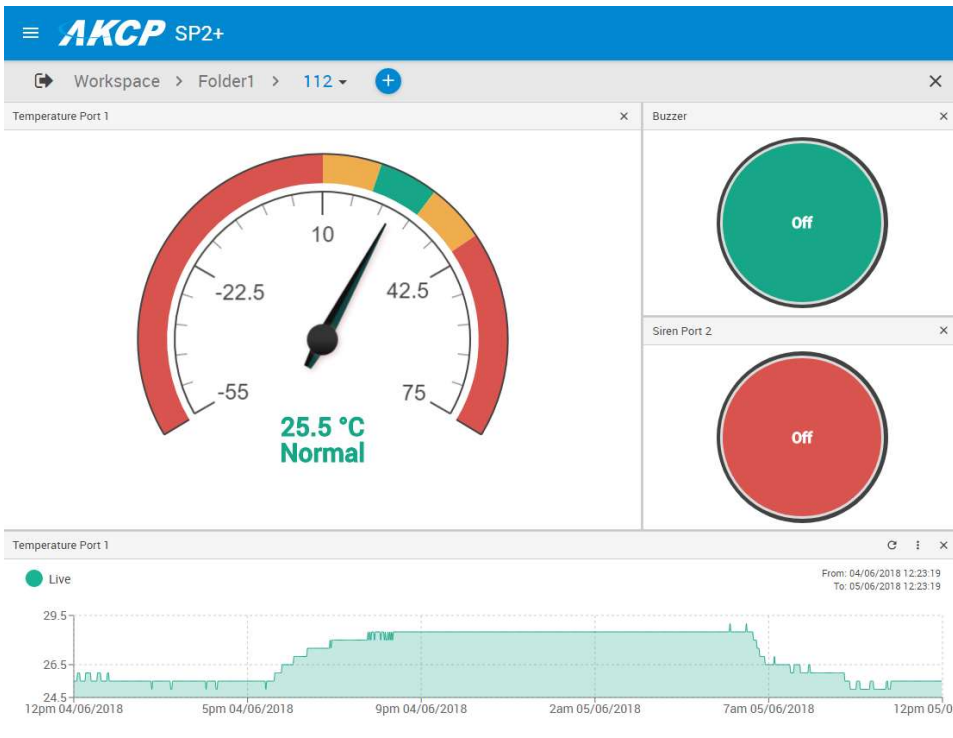 AKCP SP2+
Workspace > Folder1 > 112
Temperature Port 1
10
-22.5
42.5
-55
75
25.5 °C
Normal
Buzzer
Off
Siren Port 2
Off
Temperature Port 1
Live
From: 04/06/2018 12:23:19
To: 05/06/2018 12:23:19
29.5
26.5
24.5
12pm 04/06/2018 5pm 04/06/2018 9pm 04/06/2018 2am 05/06/2018 7am 05/06/2018 12pm 05/0